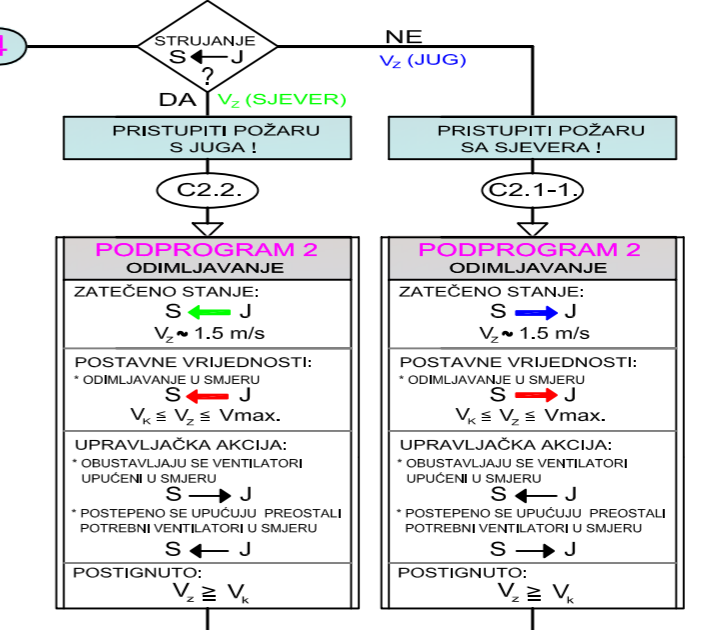 4
STRUJANJE
S ← J
?
NE
Vz (JUG)
DA Vz (SJEVER)
PRISTUPITI POŽARU
S JUGA !
C2.2.
PODPROGRAM 2
ODIMLJAVANJE
ZATEČENO STANJE:
S ← J
Vz ~ 1.5 m/s
POSTAVNE VRIJEDNOSTI:
* ODIMLJAVANJE U SMJERU
S ← J
VK ≤ Vz ≤ Vmax.
UPRAVLJAČKA AKCIJA:
* OBUSTAVLJAJU SE VENTILATORI
UPUĆENI U SMJERU
S → J
* POSTEPENO SE UPUĆUJU PREOSTALI
POTREBNI VENTILATORI U SMJERU
S ← J
POSTIGNUTO:
Vz ≧ Vk
PRISTUPITI POŽARU
SA SJEVERA !
C2.1-1.
PODPROGRAM 2
ODIMLJAVANJE
ZATEČENO STANJE:
S → J
Vz ~ 1.5 m/s
POSTAVNE VRIJEDNOSTI:
* ODIMLJAVANJE U SMJERU
S → J
VK ≤ Vz ≤ Vmax.
UPRAVLJAČKA AKCIJA:
* OBUSTAVLJAJU SE VENTILATORI
UPUĆENI U SMJERU
S ← J
* POSTEPENO SE UPUĆUJU PREOSTALI
POTREBNI VENTILATORI U SMJERU
S → J
POSTIGNUTO:
Vz ≧ Vk